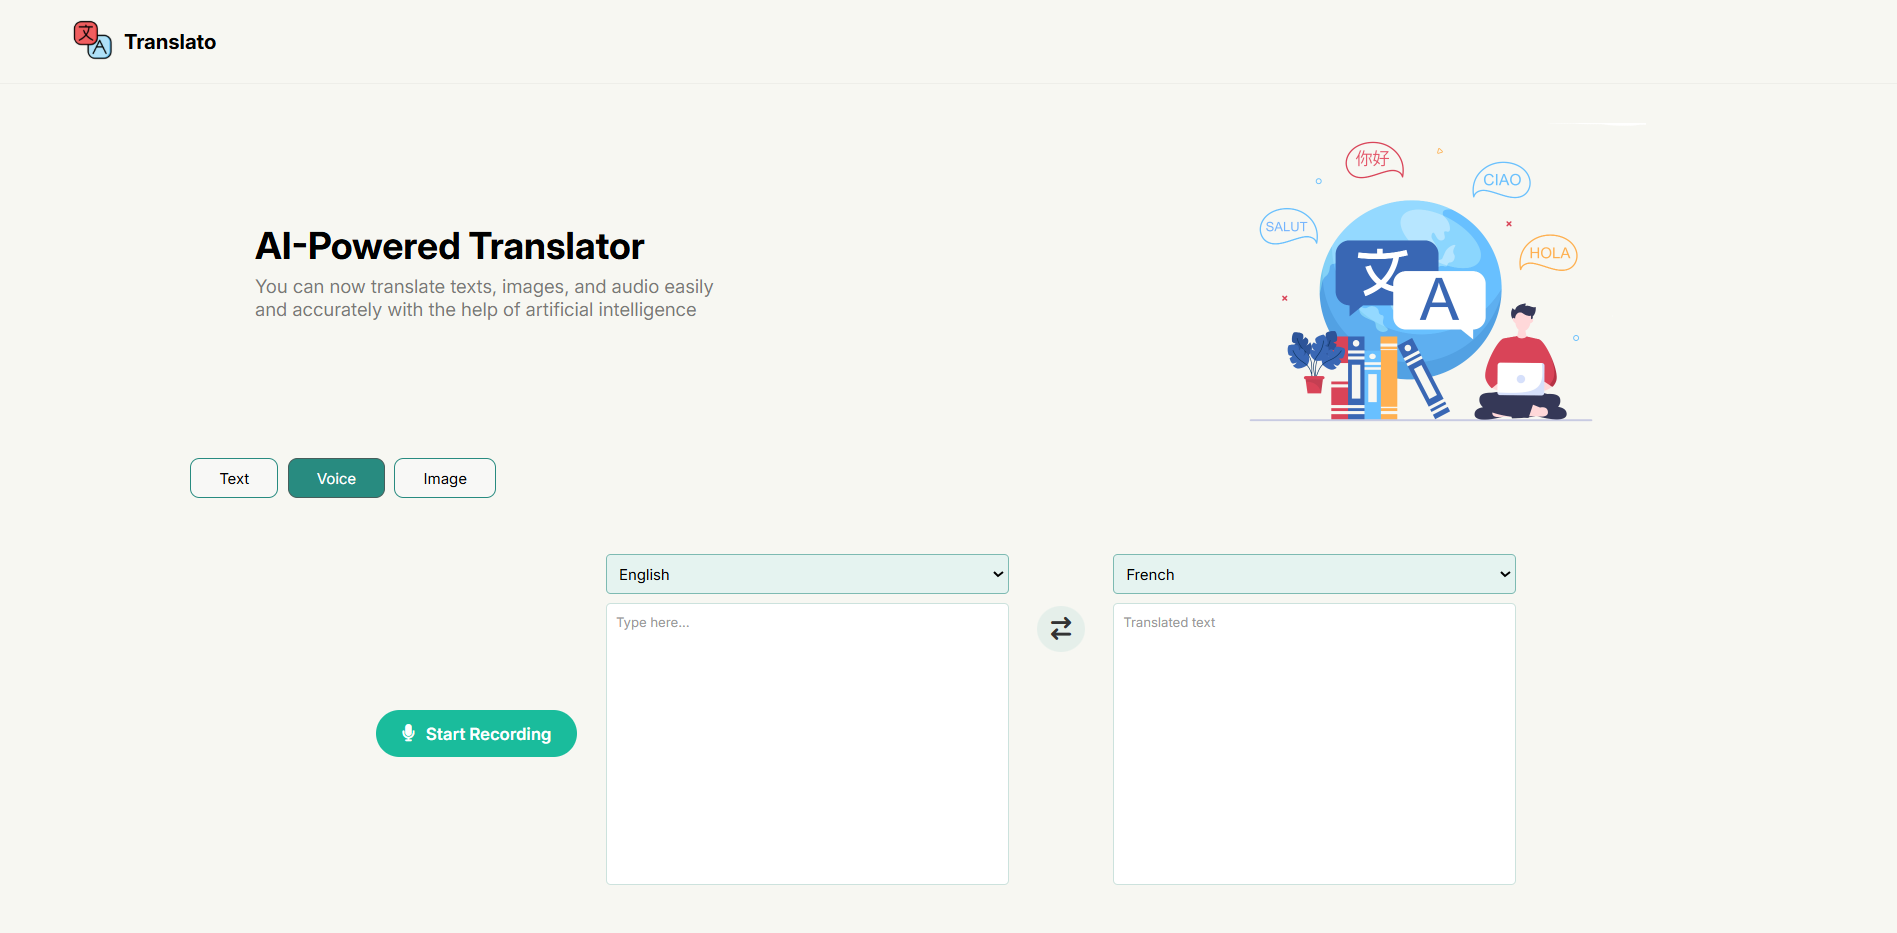 文
A
Translato
你好
CIAO
SALUT
HOLA
文
A
AI-Powered Translator
You can now translate texts, images, and audio easily
and accurately with the help of artificial intelligence
Text
Voice
Image
English
French
Type here...
Translated text
Start Recording